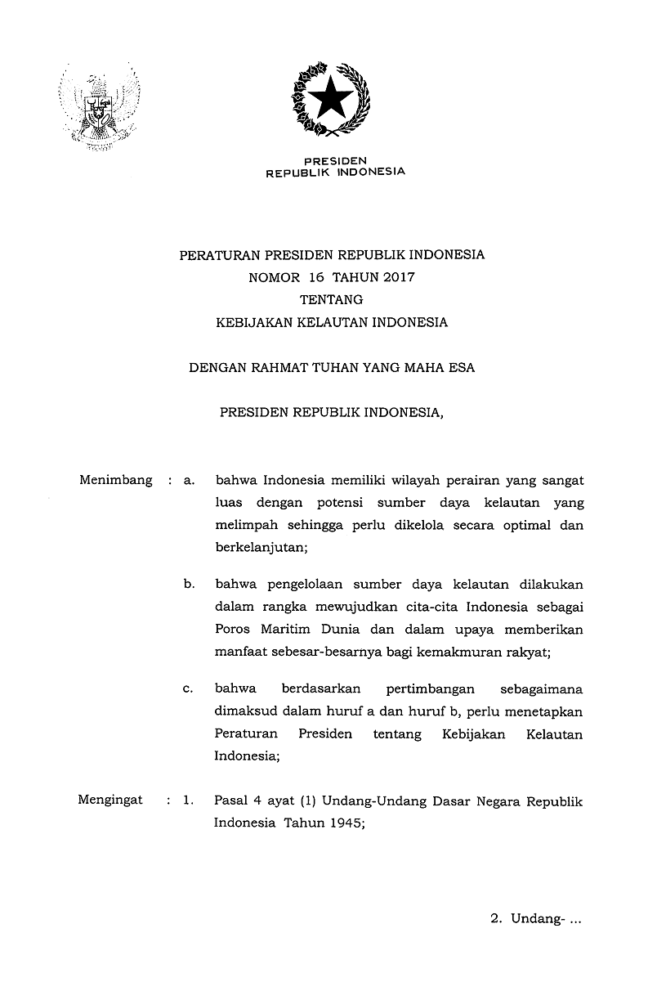 PRESIDEN
REPUBLIK INDONESIA
PERATURAN PRESIDEN REPUBLIK INDONESIA
NOMOR 16 TAHUN 2017
TENTANG
KEBIJAKAN KELAUTAN INDONESIA
DENGAN RAHMAT TUHAN YANG MAHA ESA
PRESIDEN REPUBLIK INDONESIA,
Menimbang : a. bahwa Indonesia memiliki wilayah perairan yang sangat
luas dengan potensi sumber daya kelautan yang
melimpah sehingga perlu dikelola secara optimal dan
berkelanjutan;
b. bahwa pengelolaan sumber daya kelautan dilakukan
dalam rangka mewujudkan cita-cita Indonesia sebagai
Poros Maritim Dunia dan dalam upaya memberikan
manfaat sebesar-besarnya bagi kemakmuran rakyat;
c. bahwa berdasarkan pertimbangan sebagaimana
dimaksud dalam huruf a dan huruf b, perlu menetapkan
Peraturan Presiden tentang Kebijakan Kelautan
Indonesia;
Mengingat : 1. Pasal 4 ayat (1) Undang-Undang Dasar Negara Republik
Indonesia Tahun 1945;
2. Undang- ...